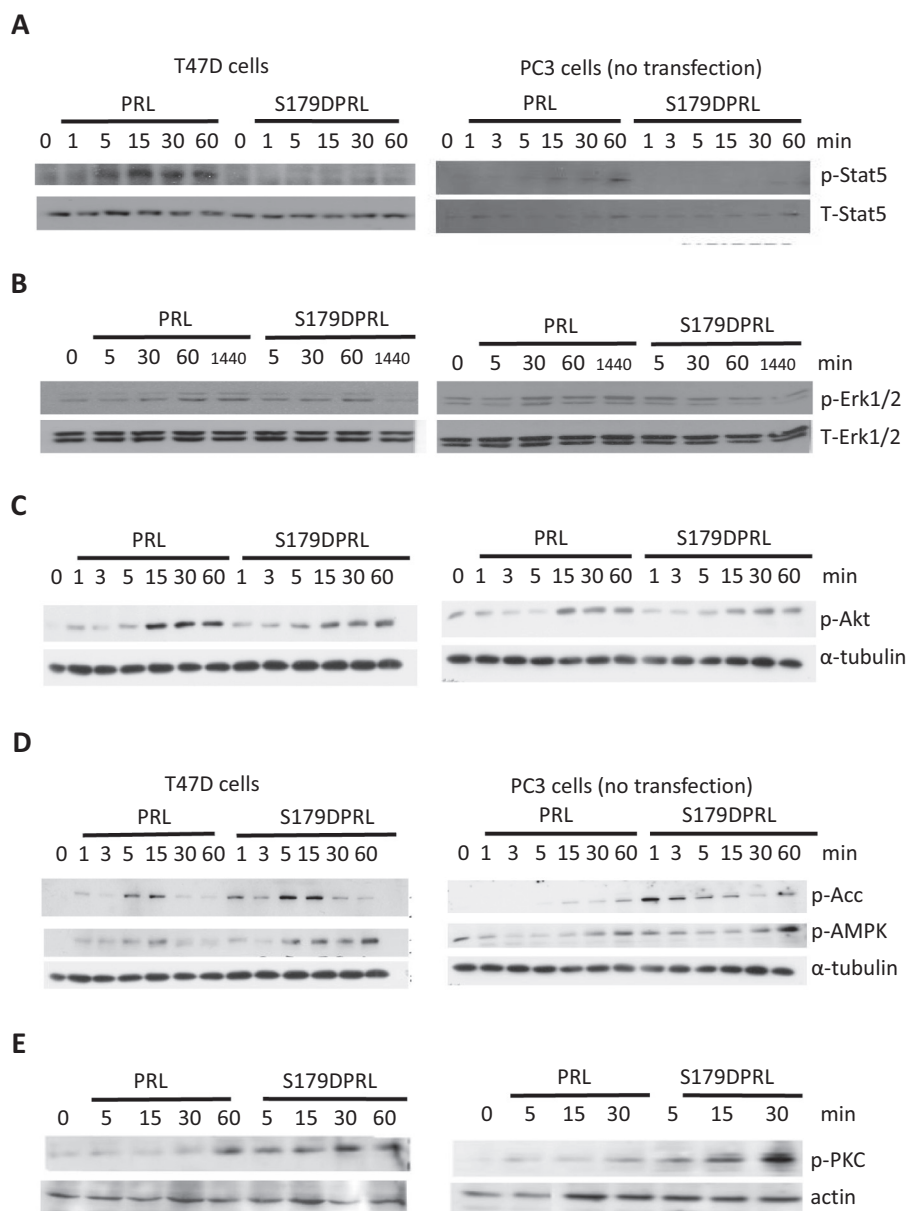 A
T47D cells PC3 cells (no transfection)
PRL S179DPRL PRL S179DPRL
0 1 5 15 30 60 0 1 5 15 30 60 0 1 3 5 15 30 60 1 3 5 15 30 60 min
p-Stat5
T-Stat5
B
PRL S179DPRL PRL S179DPRL
0 5 30 60 1440 5 30 60 1440 0 5 30 60 1440 5 30 60 1440 min
p-Erk1/2
T-Erk1/2
C
PRL S179DPRL PRL S179DPRL
0 1 3 5 15 30 60 1 3 5 15 30 60 0 1 3 5 15 30 60 1 3 5 15 30 60 min
p-Akt
α-tubulin
D
T47D cells PC3 cells (no transfection)
PRL S179DPRL PRL S179DPRL
0 1 3 5 15 30 60 1 3 5 15 30 60 0 1 3 5 15 30 60 1 3 5 15 30 60 min
p-Acc
p-AMPK
α-tubulin
E
PRL S179DPRL PRL S179DPRL
0 5 15 30 60 5 15 30 60 0 5 15 30 5 15 30 min
p-PKC
actin